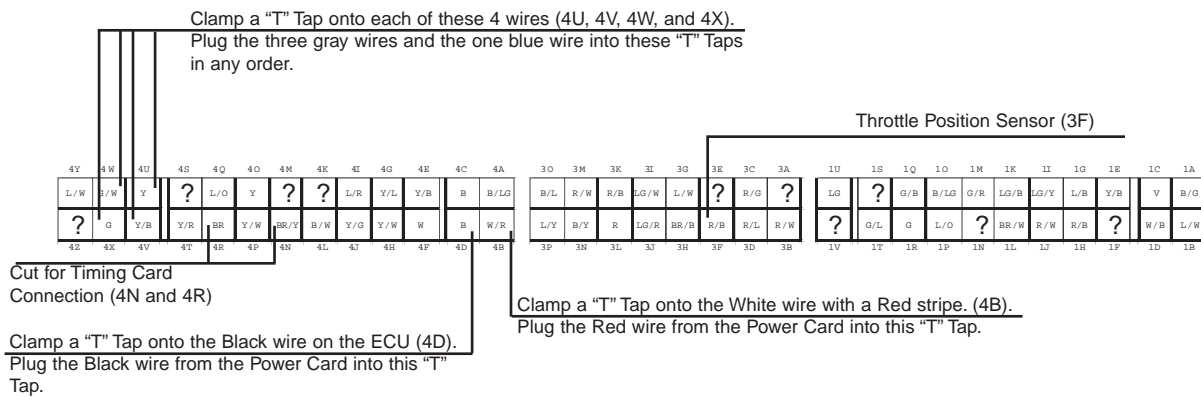 Clamp a “T” Tap onto each of these 4 wires (4U, 4V, 4W, and 4X).
Plug the three gray wires and the one blue wire into these “T” Taps
in any order.
Throttle Position Sensor (3F)
4Y 4W 4U 4S 4Q 4O 4M 4K 4I 4G 4E 4C 4A 3O 3M 3K 3I 3G 3E 3C 3A 1U 1S 1Q 1O 1M 1K 1I 1G 1E 1C 1A
L/W G/W Y ? L/O Y ? ? L/R Y/L Y/B B B/LG B/L R/W R/B LG/W L/W ? R/G ? LG ? G/B B/LG G/R LG/B LG/Y L/B Y/B V B/G
? G Y/B Y/R BR Y/W BR/Y B/W Y/G Y/W W B W/R L/Y B/Y R LG/R BR/B R/B R/L R/W ? G/L G L/O ? BR/W R/W R/B ? W/B L/W
4Z 4X 4V 4T 4R 4P 4N 4L 4J 4H 4F 4D 4B 3P 3N 3L 3J 3H 3F 3D 3B 1V 1T 1R 1P 1N 1L 1J 1H 1F 1D 1B
Cut for Timing Card
Connection (4N and 4R)
Clamp a “T” Tap onto the White wire with a Red stripe. (4B).
Plug the Red wire from the Power Card into this “T” Tap.
Clamp a “T” Tap onto the Black wire on the ECU (4D).
Plug the Black wire from the Power Card into this “T”
Tap.